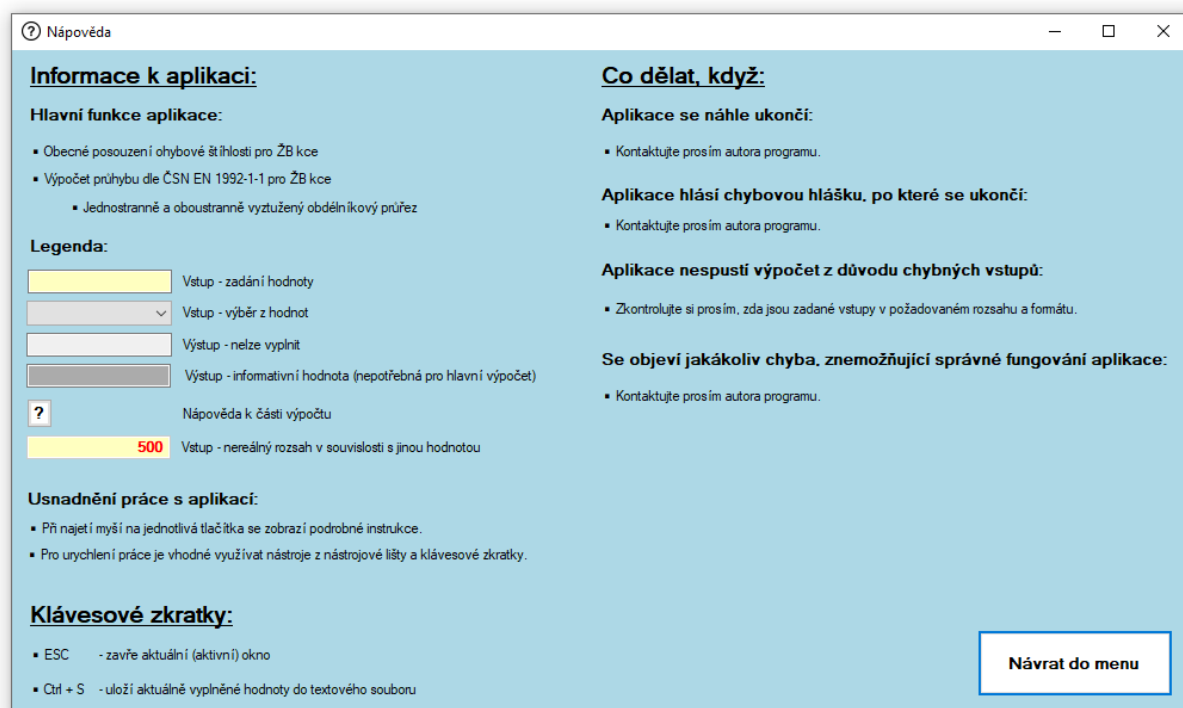 Nápověda
Informace k aplikaci:
Hlavní funkce aplikace:
▪ Obecné posouzení ohybové štíhlosti pro ŽB kce
▪ Výpočet průhybu dle ČSN EN 1992-1-1 pro ŽB kce
▪ Jednostranně a oboustranně vyztužený obdélníkový průřez
Legenda:
Vstup - zadání hodnoty
Vstup - výběr z hodnot
Výstup - nelze vyplnit
Výstup - informativní hodnota (nepotřebná pro hlavní výpočet)
? Nápověda k části výpočtu
500 Vstup - nereálný rozsah v souvislosti s jinou hodnotou
Usnadnění práce s aplikací:
▪ Při najetí myší na jednotlivá tlačítka se zobrazí podrobné instrukce.
▪ Pro urychlení práce je vhodné využívat nástroje z nástrojové lišty a klávesové zkratky.
Klávesové zkratky:
▪ ESC - zavře aktuální (aktivní) okno
▪ Ctrl + S - uloží aktuálně vyplněné hodnoty do textového souboru
Co dělat, když:
Aplikace se náhle ukončí:
▪ Kontaktujte prosím autora programu.
Aplikace hlásí chybovou hlášku, po které se ukončí:
▪ Kontaktujte prosím autora programu.
Aplikace nespustí výpočet z důvodu chybných vstupů:
▪ Zkontrolujte si prosím, zda jsou zadané vstupy v požadovaném rozsahu a formátu.
Se objeví jakákoliv chyba, znemožňující správné fungování aplikace:
▪ Kontaktujte prosím autora programu.
Návrat do menu